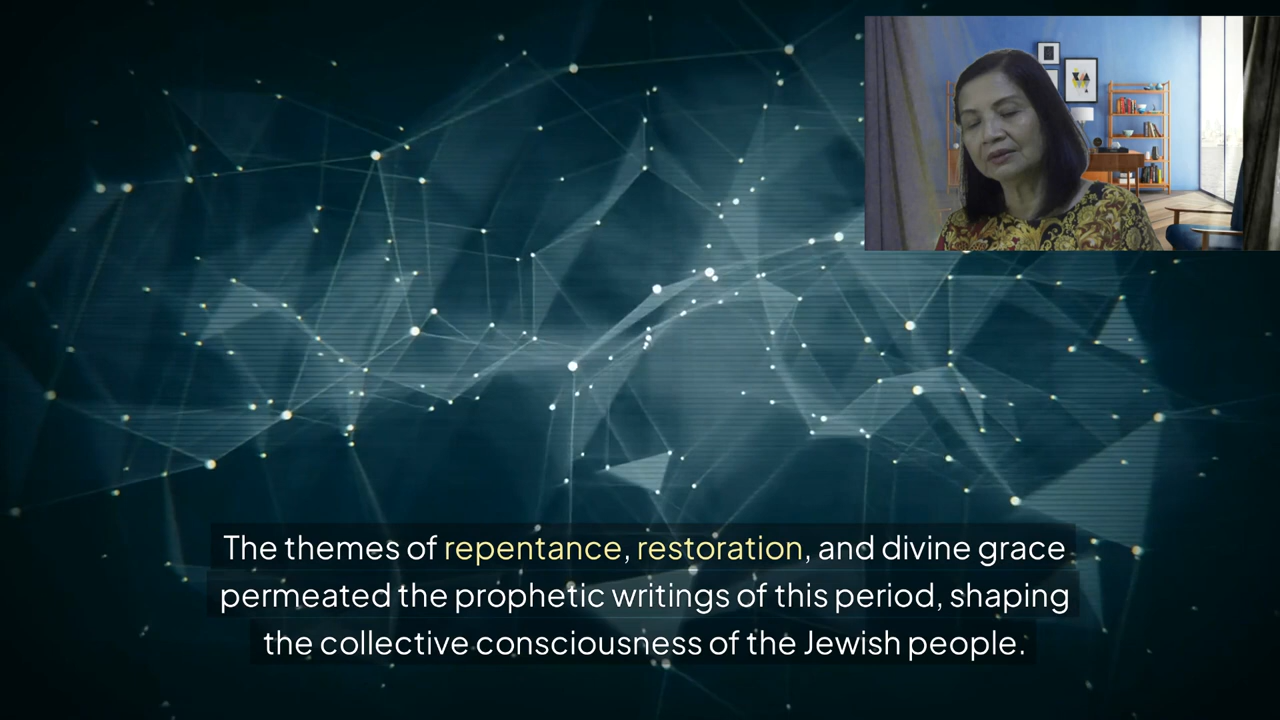 The themes of repentance, restoration, and divine grace
permeated the prophetic writings of this period, shaping
the collective consciousness of the Jewish people.